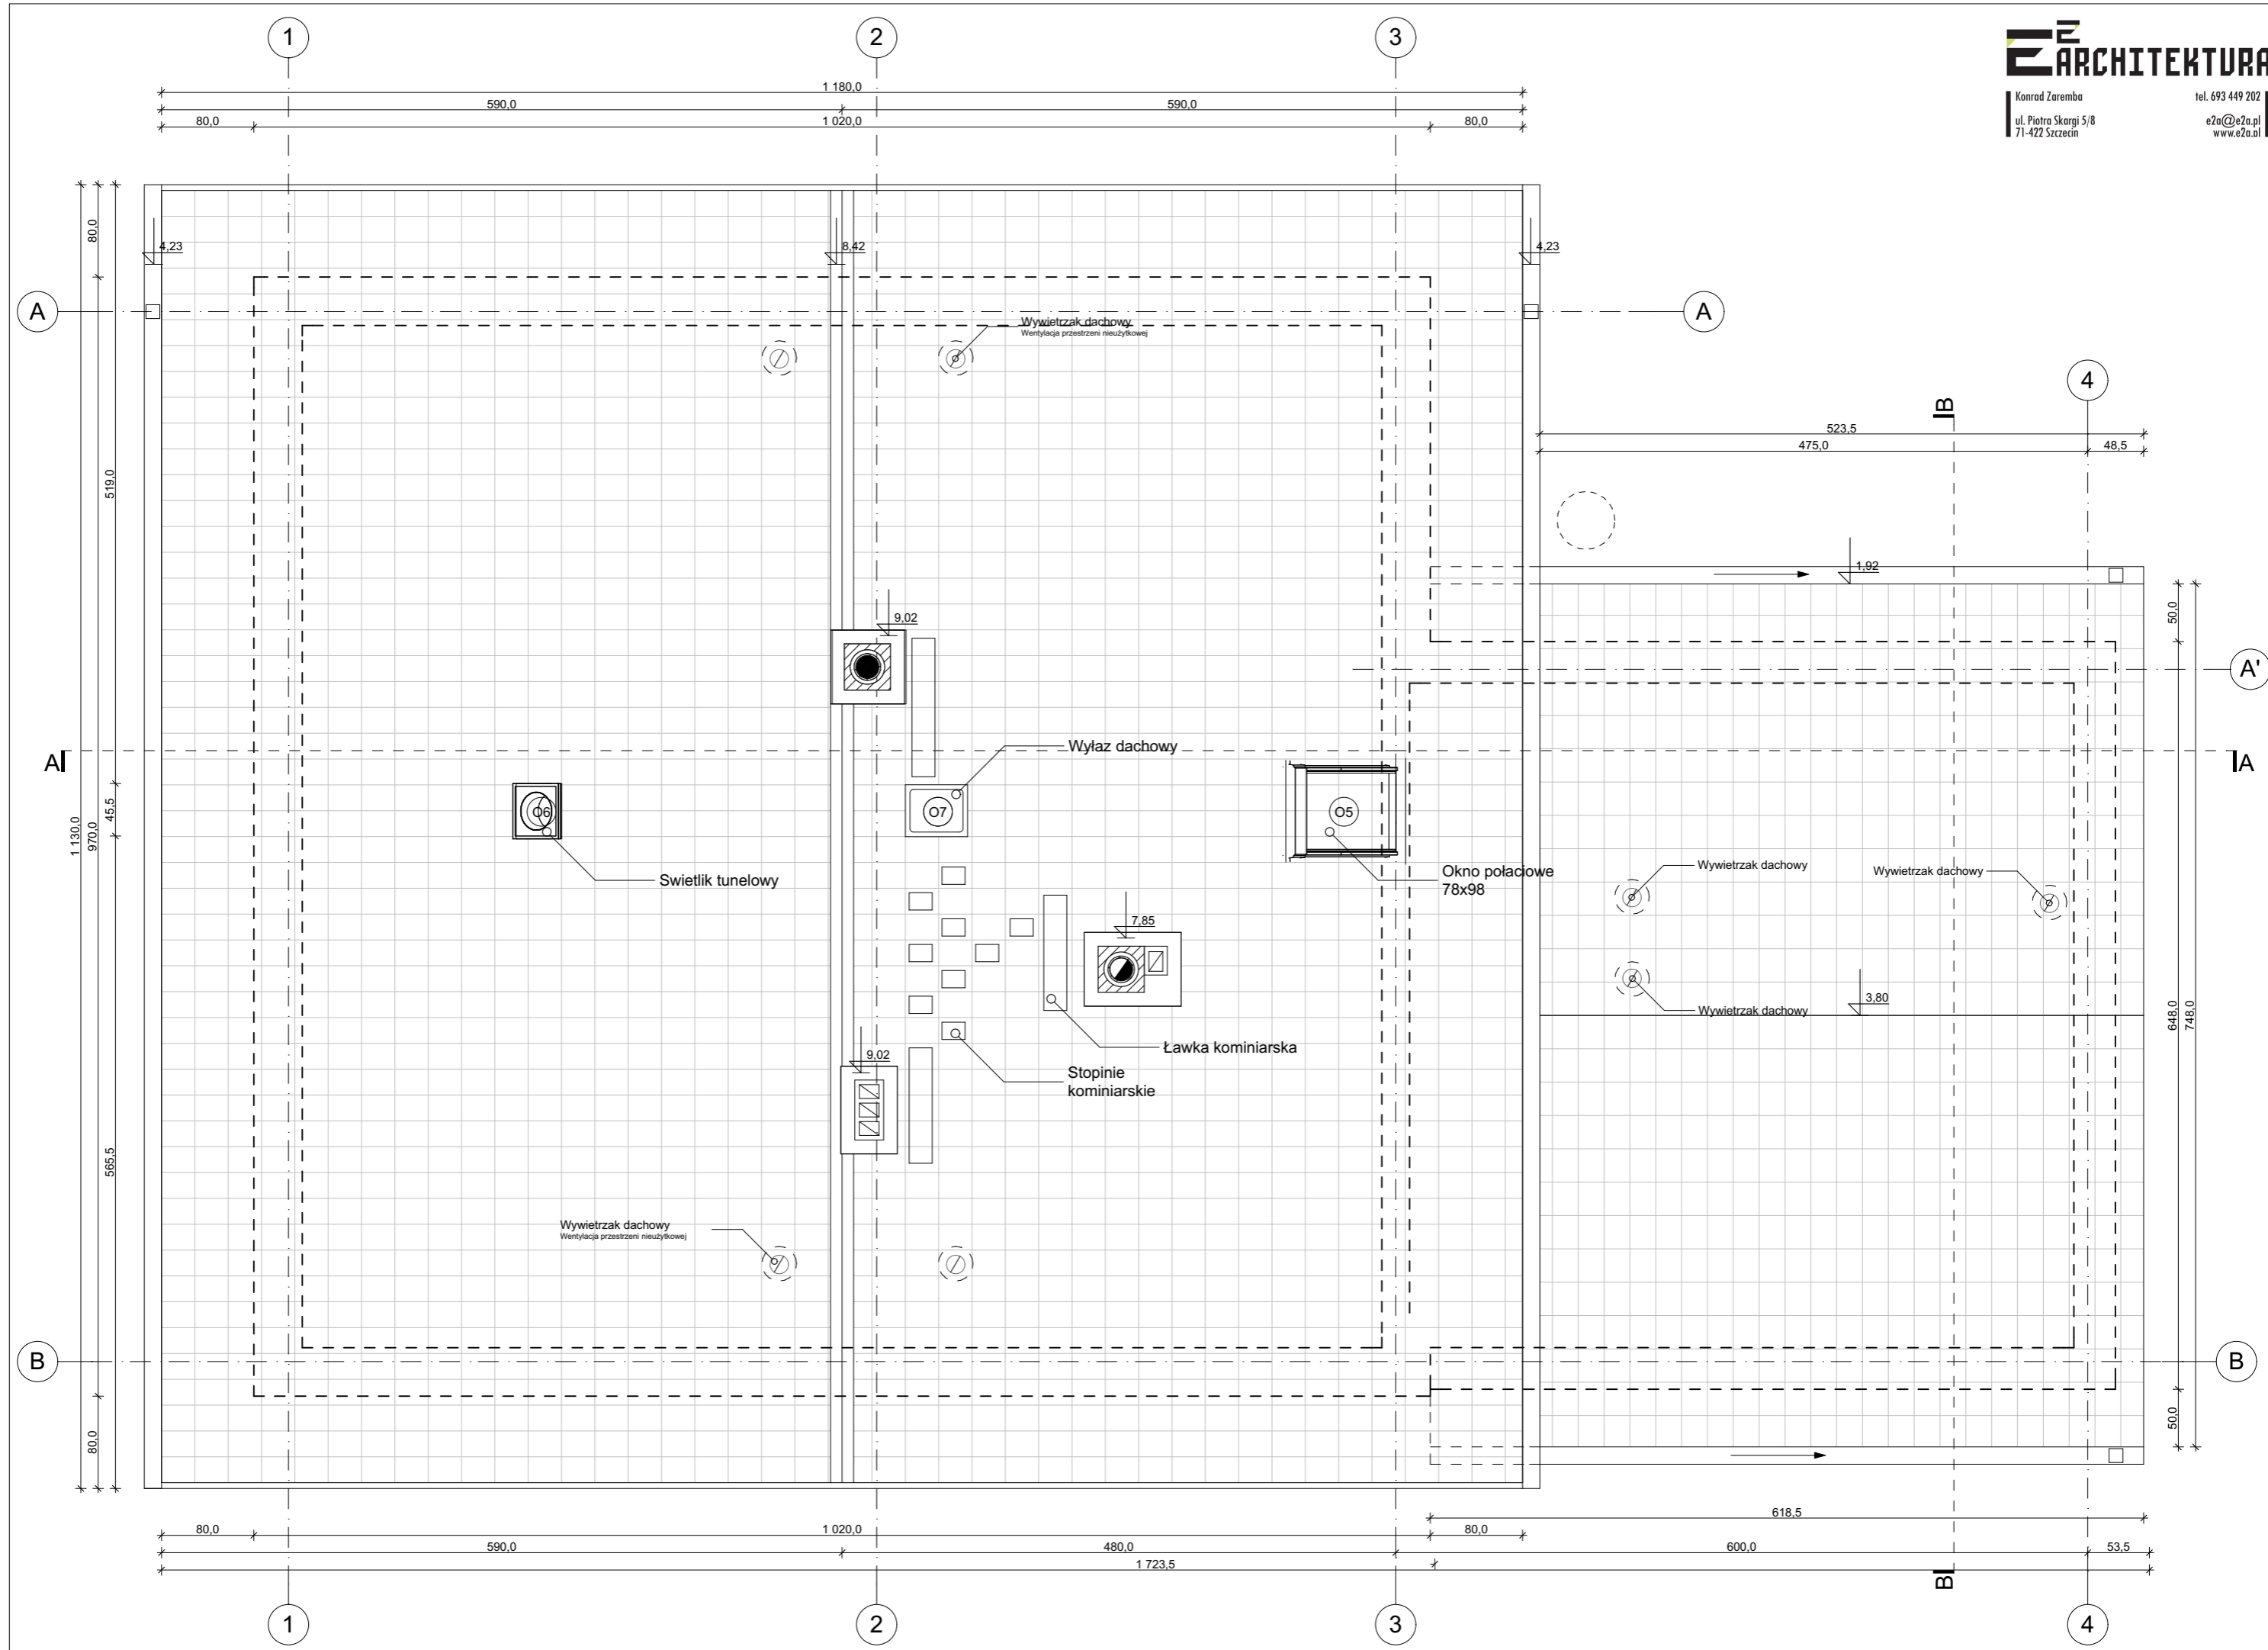 1
2
3
E2 ARCHITEKTURA
Konrad Zaremba
tel. 693 449 202
ul. Piotra Skargi 5/8
e2a@e2a.pl
71-422 Szczecin
www.e2a.pl
1 180,0
590,0
590,0
80,0
1 020,0
80,0
80,0
4,23
8,42
4,23
A
A
Wywietrzak dachowy
Wentylacja przestrzeni nieużytkowej
4
B
523,5
475,0
48,5
519,0
1,92
50,0
9,02
A'
A
Wyłaz dachowy
A
45,5
1 130,0
970,0
O6
O7
O5
Swietlik tunelowy
Okno połaciowe
78x98
Wywietrzak dachowy
Wywietrzak dachowy
7,85
3,80
Wywietrzak dachowy
648,0
748,0
Ławka kominiarska
9,02
Stopinie
kominiarskie
565,5
Wywietrzak dachowy
Wentylacja przestrzeni nieużytkowej
B
B
80,0
50,0
618,5
80,0
1 020,0
80,0
590,0
480,0
600,0
53,5
1 723,5
B
1
2
3
4